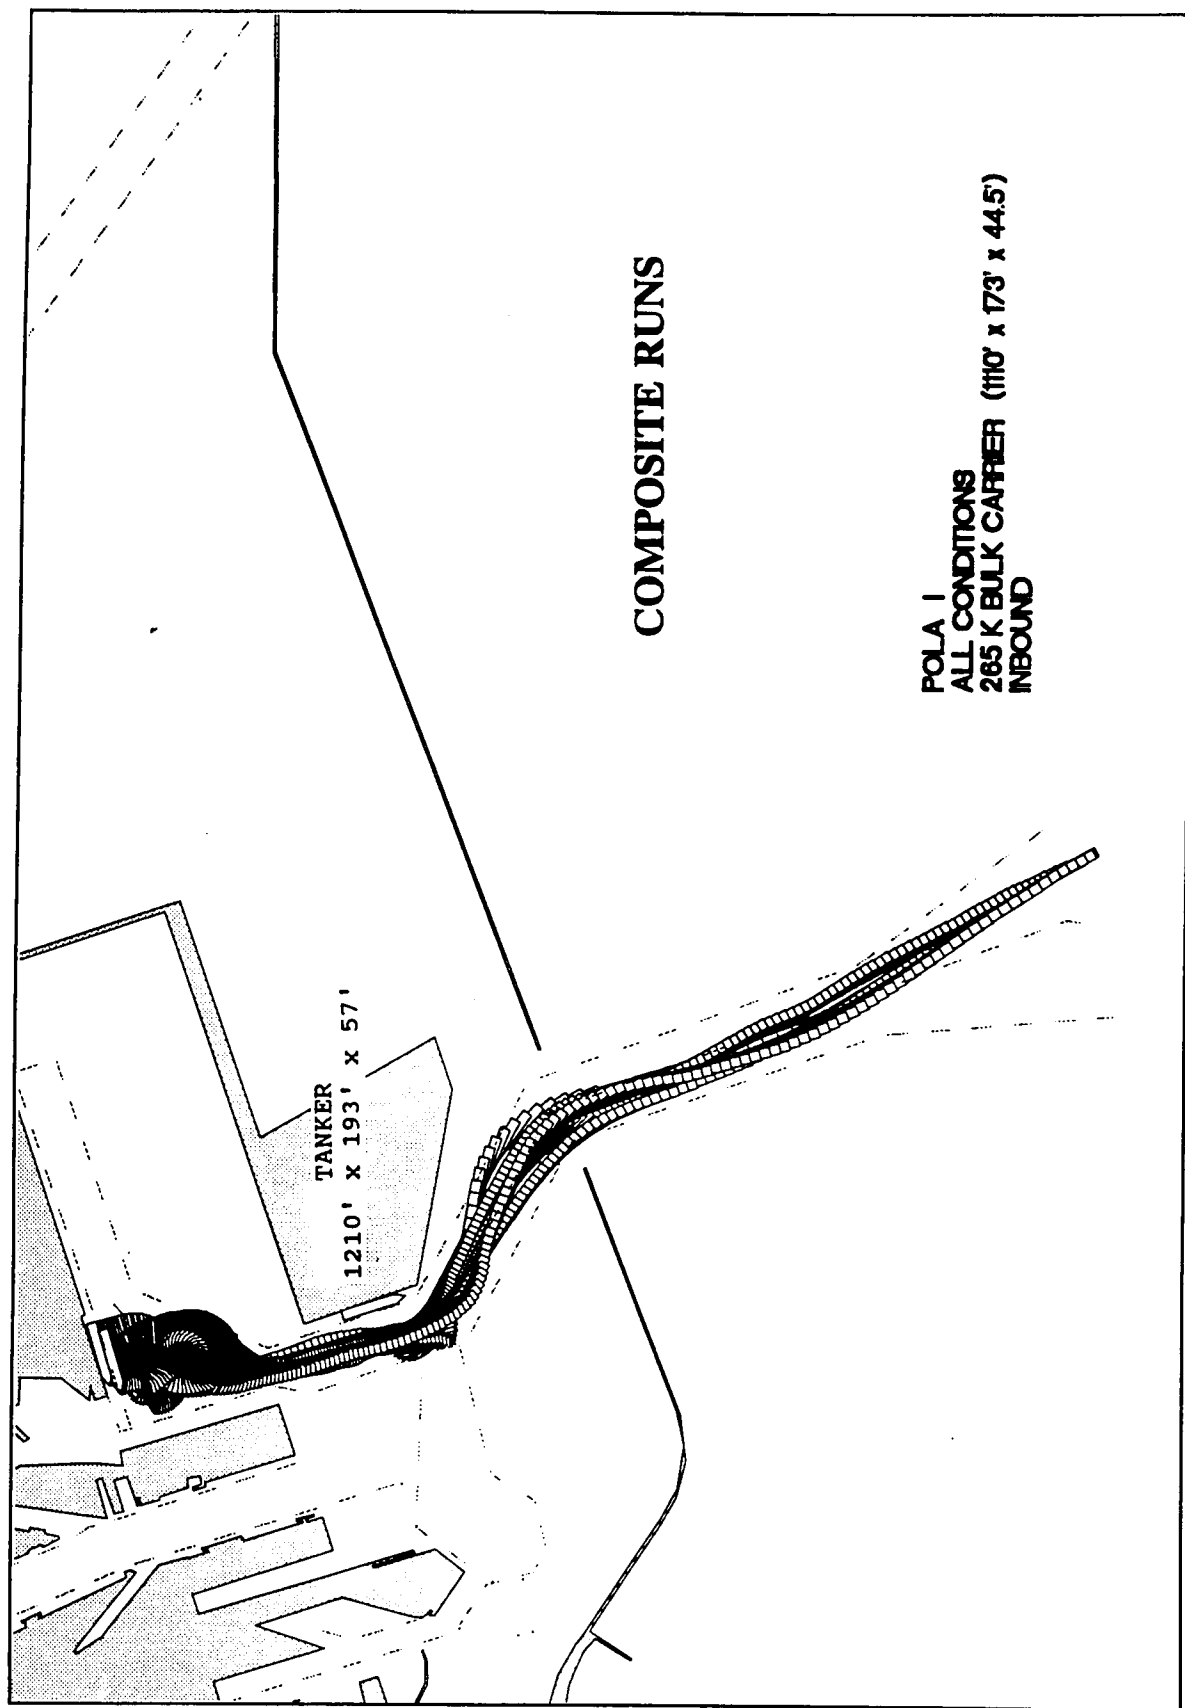 TANKER
1210' x 193' x 57'
COMPOSITE RUNS
POLA I
ALL CONDITIONS
265 K BULK CARRIER (1110' x 173' x 44.5')
INBOUND